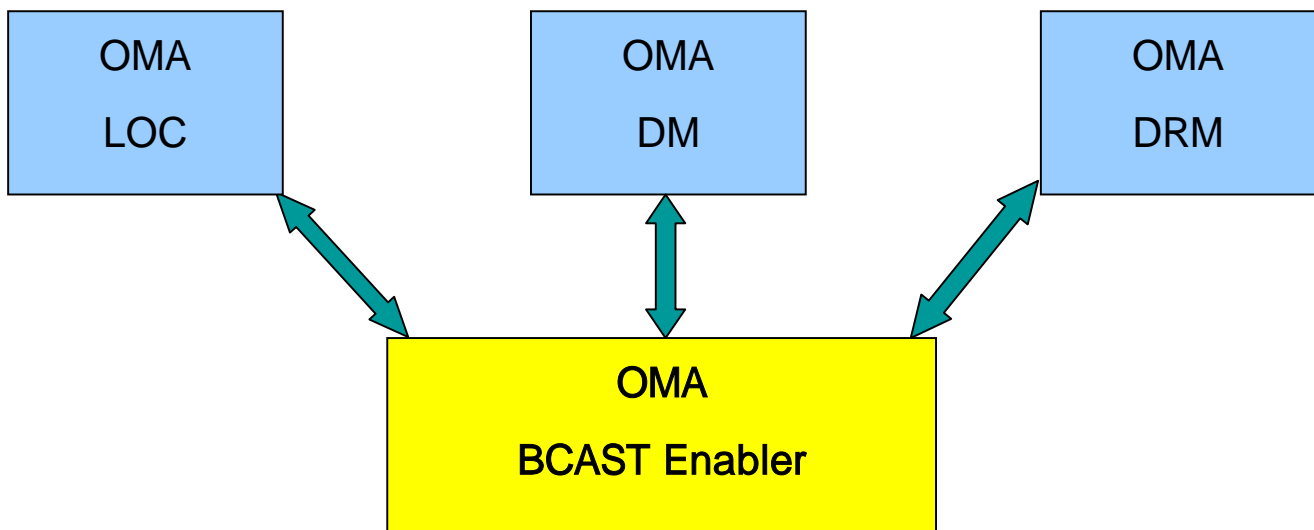 OMA
LOC
OMA
DM
OMA
DRM
OMA
BCAST Enabler